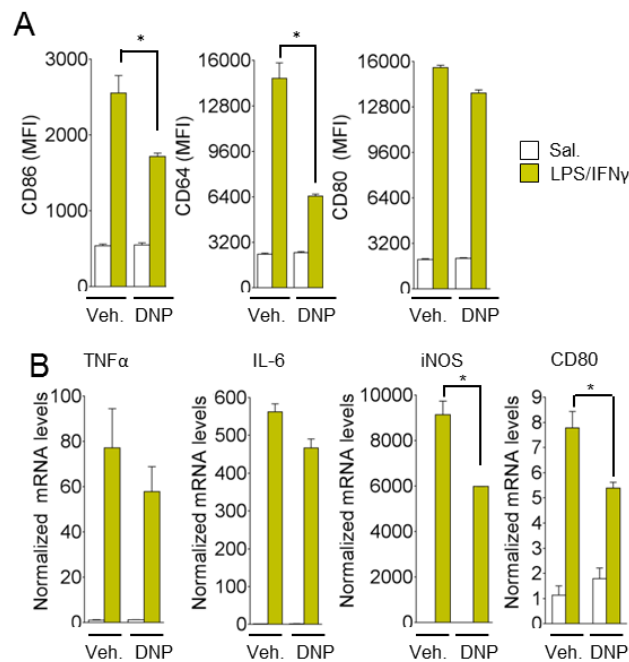 A
CD86 (MFI)
3000
2000
1000
0
*
Veh. DNP
CD64 (MFI)
16000
12800
9600
6400
3200
0
*
Veh. DNP
CD80 (MFI)
16000
12800
9600
6400
3200
0
Veh. DNP
Sal.
LPS/IFNγ
B
TNFα
Normalized mRNA levels
100
80
60
40
20
0
Veh. DNP
IL-6
Normalized mRNA levels
600
500
400
300
200
100
0
Veh. DNP
iNOS
Normalized mRNA levels
10000
8000
6000
4000
2000
0
*
Veh. DNP
CD80
Normalized mRNA levels
9
8
7
6
5
4
3
2
1
0
*
Veh. DNP